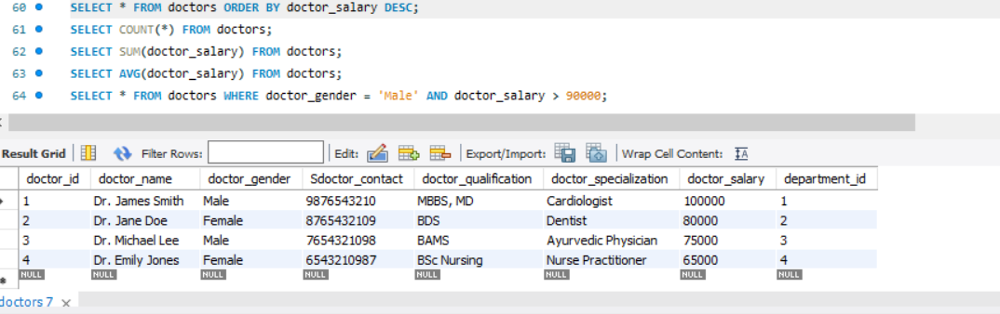 60 SELECT * FROM doctors ORDER BY doctor_salary DESC;
61 SELECT COUNT(*) FROM doctors;
62 SELECT SUM(doctor_salary) FROM doctors;
63 SELECT AVG(doctor_salary) FROM doctors;
64 SELECT * FROM doctors WHERE doctor_gender = 'Male' AND doctor_salary > 90000;
Result Grid Filter Rows: Edit: Export/Import: Wrap Cell Content: IA
doctor_id doctor_name doctor_gender Sdoctor_contact doctor_qualification doctor_specialization doctor_salary department_id
1 Dr. James Smith Male 9876543210 MBBS, MD Cardiologist 100000 1
2 Dr. Jane Doe Female 8765432109 BDS Dentist 80000 2
3 Dr. Michael Lee Male 7654321098 BAMS Ayurvedic Physician 75000 3
4 Dr. Emily Jones Female 6543210987 BSc Nursing Nurse Practitioner 65000 4
NULL NULL NULL NULL NULL NULL NULL NULL
doctors 7